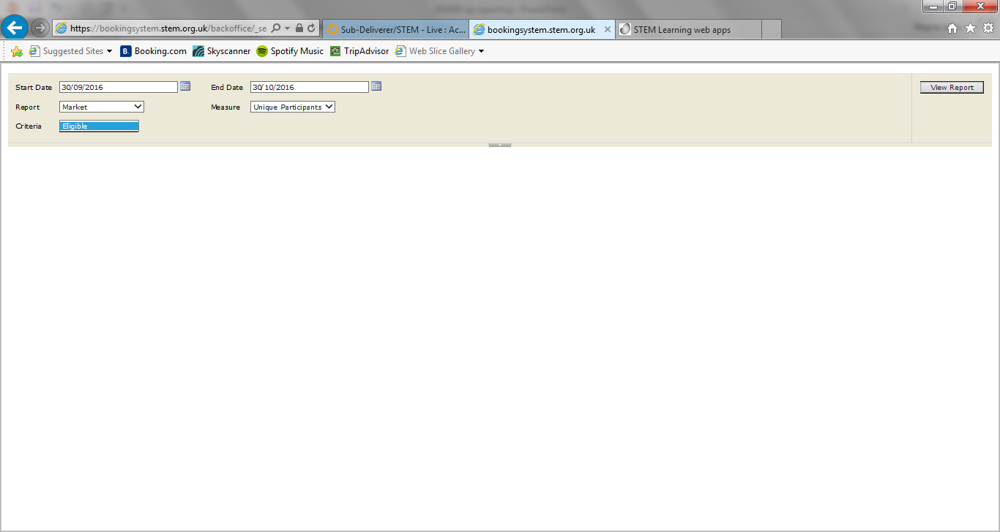 https://bookingsystem.stem.org.uk/backoffice/_se
Sub-Deliverer/STEM - Live : Ac...
bookingsystem.stem.org.uk
STEM Learning web apps
Suggested Sites
B. Booking.com
Skyscanner
Spotify Music
TripAdvisor
Web Slice Gallery
Start Date 30/09/2016 End Date 30/10/2016 View Report
Report Market Measure Unique Participants
Criteria Eligible